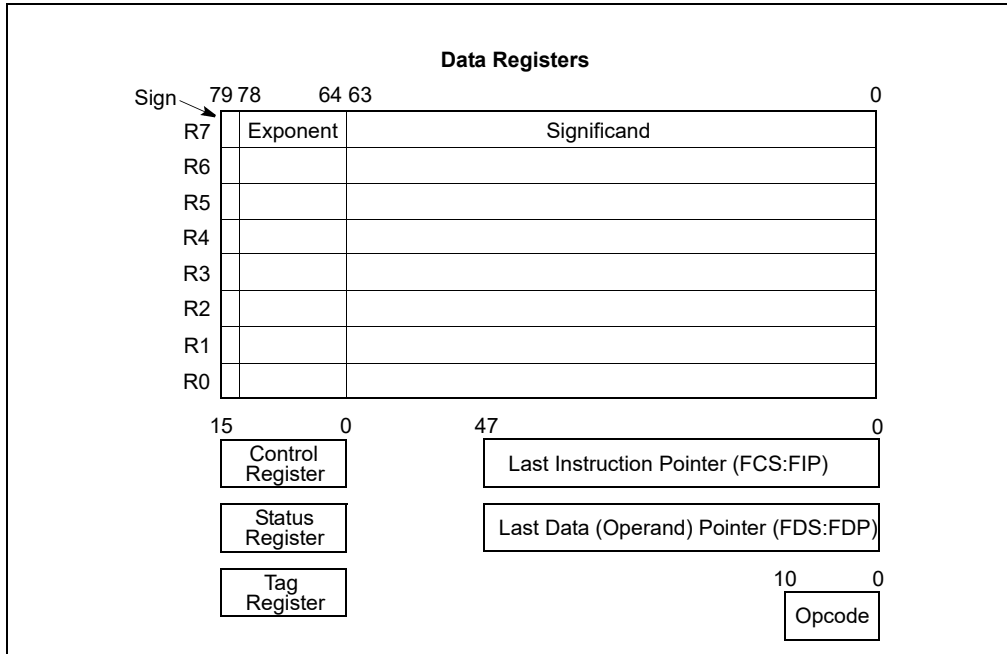 Data Registers
Sign 79 78 64 63 0
R7 Exponent Significand
R6
R5
R4
R3
R2
R1
R0
15 0 47 0
Control
Register
Last Instruction Pointer (FCS:FIP)
Status
Register
Last Data (Operand) Pointer (FDS:FDP)
Tag
Register
10 0
Opcode